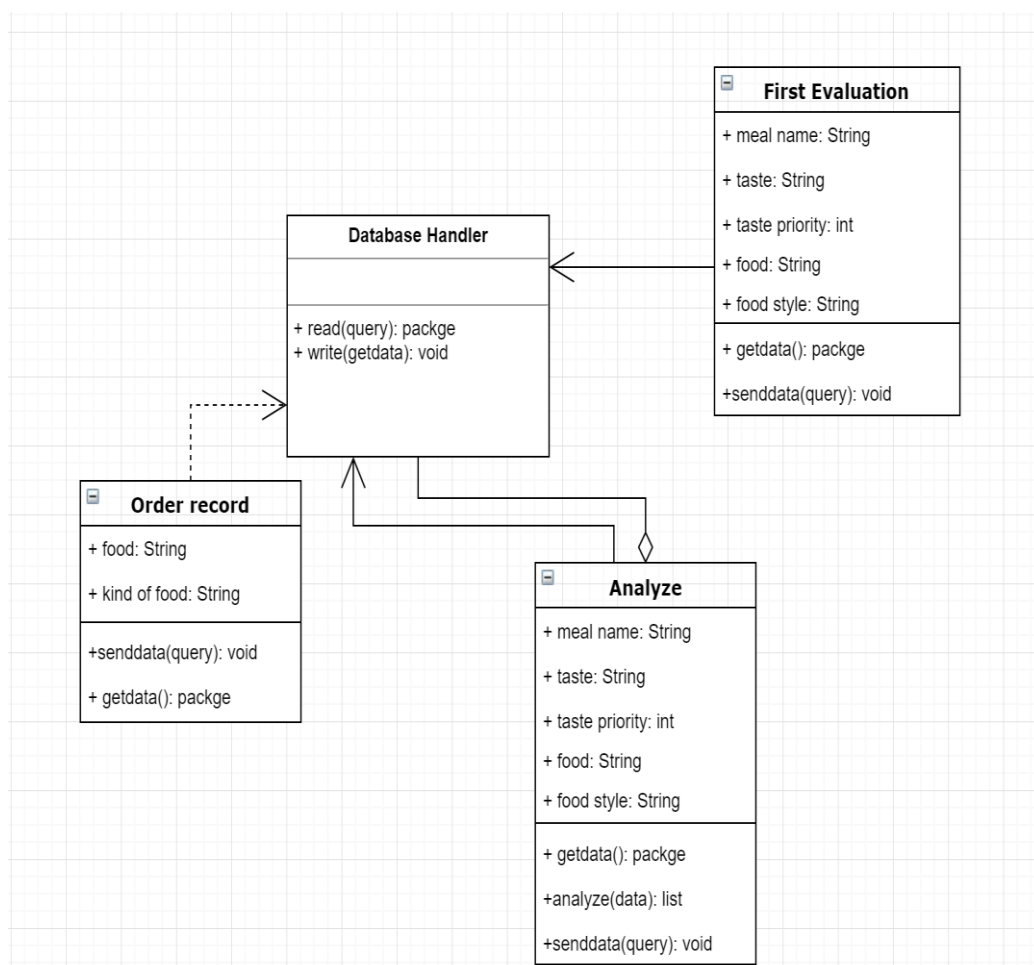 First Evaluation
+ meal name: String
+ taste: String
+ taste priority: int
+ food: String
+ food style: String
+ getdata(): packge
+senddata(query): void
Database Handler
+ read(query): packge
+ write(getdata): void
Order record
+ food: String
+ kind of food: String
+senddata(query): void
+ getdata(): packge
Analyze
+ meal name: String
+ taste: String
+ taste priority: int
+ food: String
+ food style: String
+ getdata(): packge
+analyze(data): list
+senddata(query): void